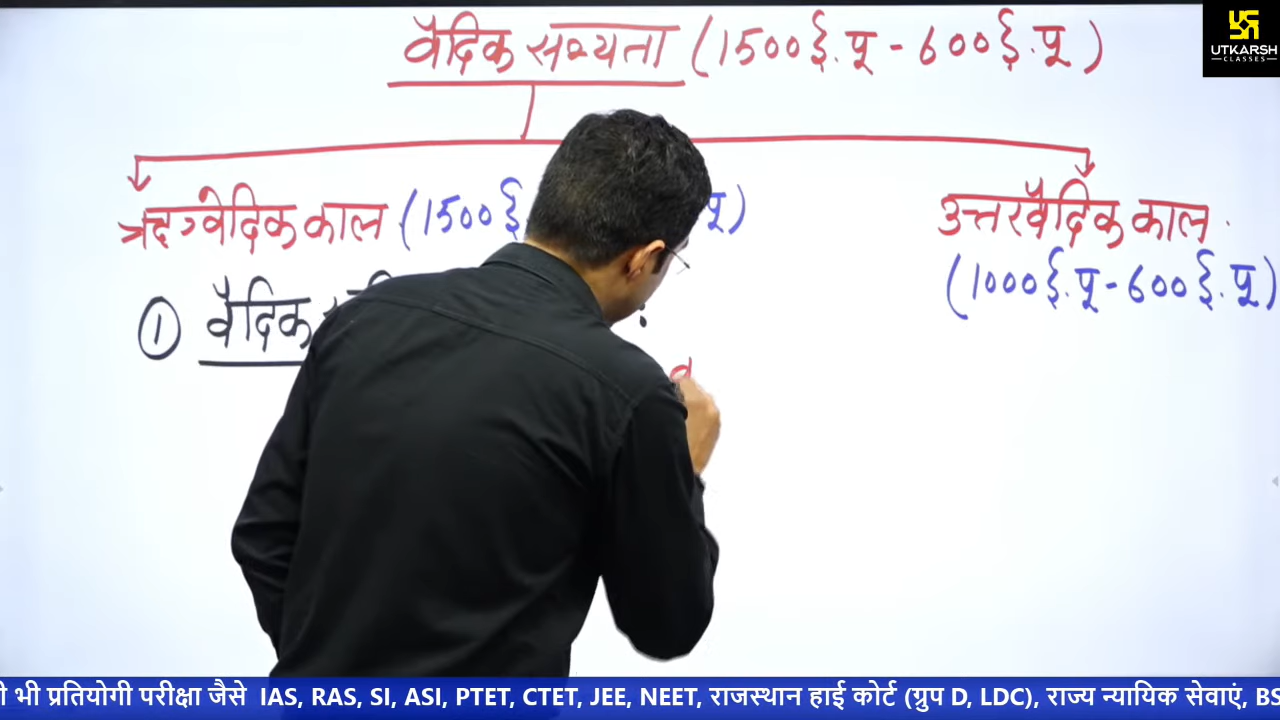 वैदिक सभ्यता (1500 ई.पू - 600 ई.पू)
UTKARSH
CLASSES
ऋग्वैदिक काल (1500 ई पू)
उत्तरवैदिक काल
(1000 ई.पू - 600 ई.पू)
① वैदिक
भी प्रतियोगी परीक्षा जैसे IAS, RAS, SI, ASI, PTET, CTET, JEE, NEET, राजस्थान हाई कोर्ट (ग्रुप D, LDC), राज्य न्यायिक सेवाएं,